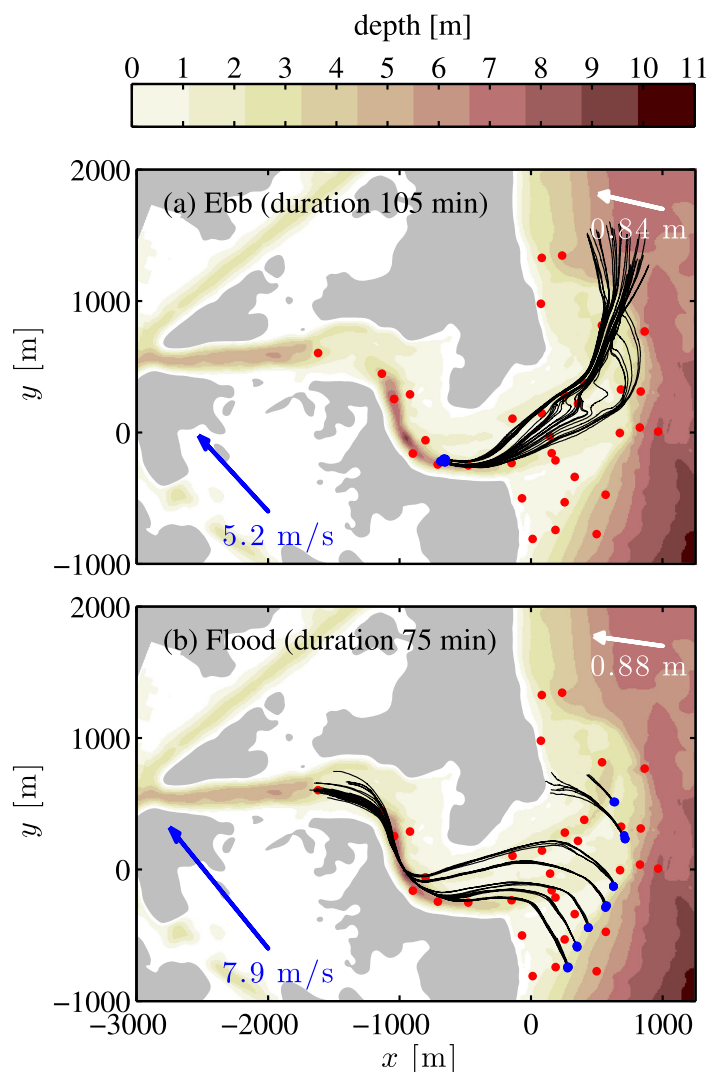 depth [m]
0 1 2 3 4 5 6 7 8 9 10 11
2000
(a) Ebb (duration 105 min)
0.84 m
1000
y [m]
0
5.2 m/s
−1000
2000
(b) Flood (duration 75 min)
0.88 m
1000
y [m]
0
7.9 m/s
−1000
−3000 −2000 −1000 0 1000
x [m]